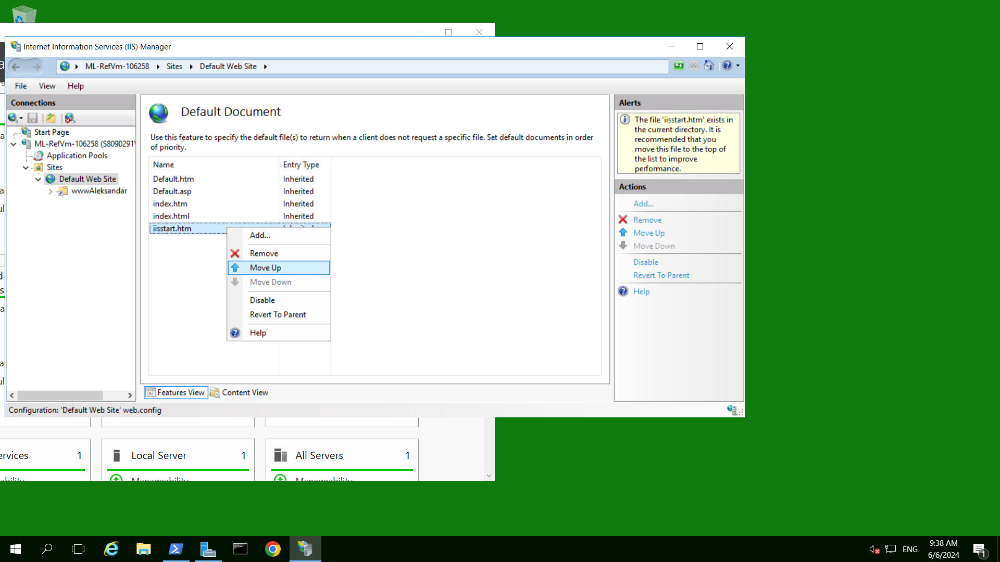 Internet Information Services (IIS) Manager
ML-RefVm-106258 Sites Default Web Site
File View Help
Connections
Start Page
ML-RefVm-106258 (S8090291\
Application Pools
Sites
Default Web Site
wwwAleksandar
Default Document
Use this feature to specify the default file(s) to return when a client does not request a specific file. Set default documents in order
of priority.
Name Entry Type
Default.htm Inherited
Default.asp Inherited
index.htm Inherited
index.html Inherited
iisstart.htm
Add...
Remove
Move Up
Move Down
Disable
Revert To Parent
Help
Features View Content View
Alerts
The file 'iisstart.htm' exists in
the current directory. It is
recommended that you
move this file to the top of
the list to improve
performance.
Actions
Add...
Remove
Move Up
Move Down
Disable
Revert To Parent
Help
Configuration: 'Default Web Site' web.config
ervices 1
Local Server 1
Manageability
All Servers 1
Manageability
ENG
9:38 AM
6/6/2024
1